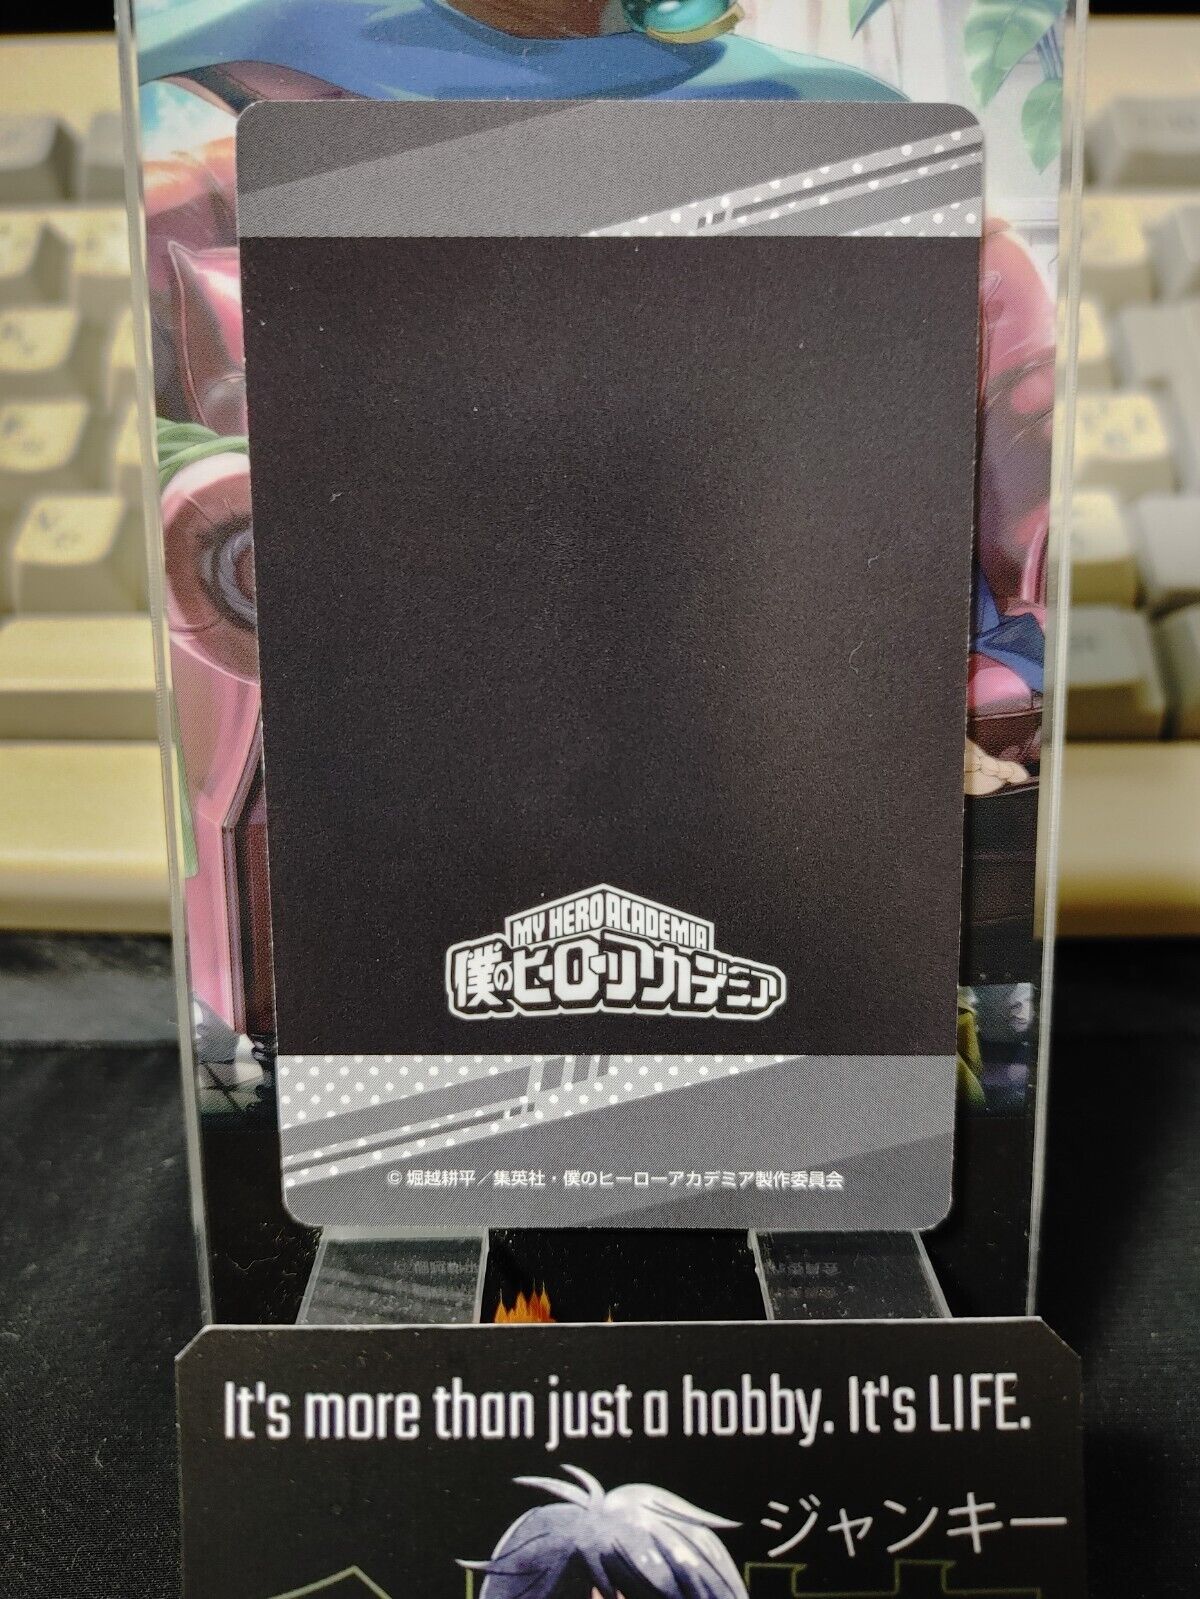 MY HERO ACADEMIA
僕のヒーローアカデミア
© 堀越耕平／集英社・僕のヒーローアカデミア製作委員会
It's more than just a hobby. It's LIFE.
ジャンキー